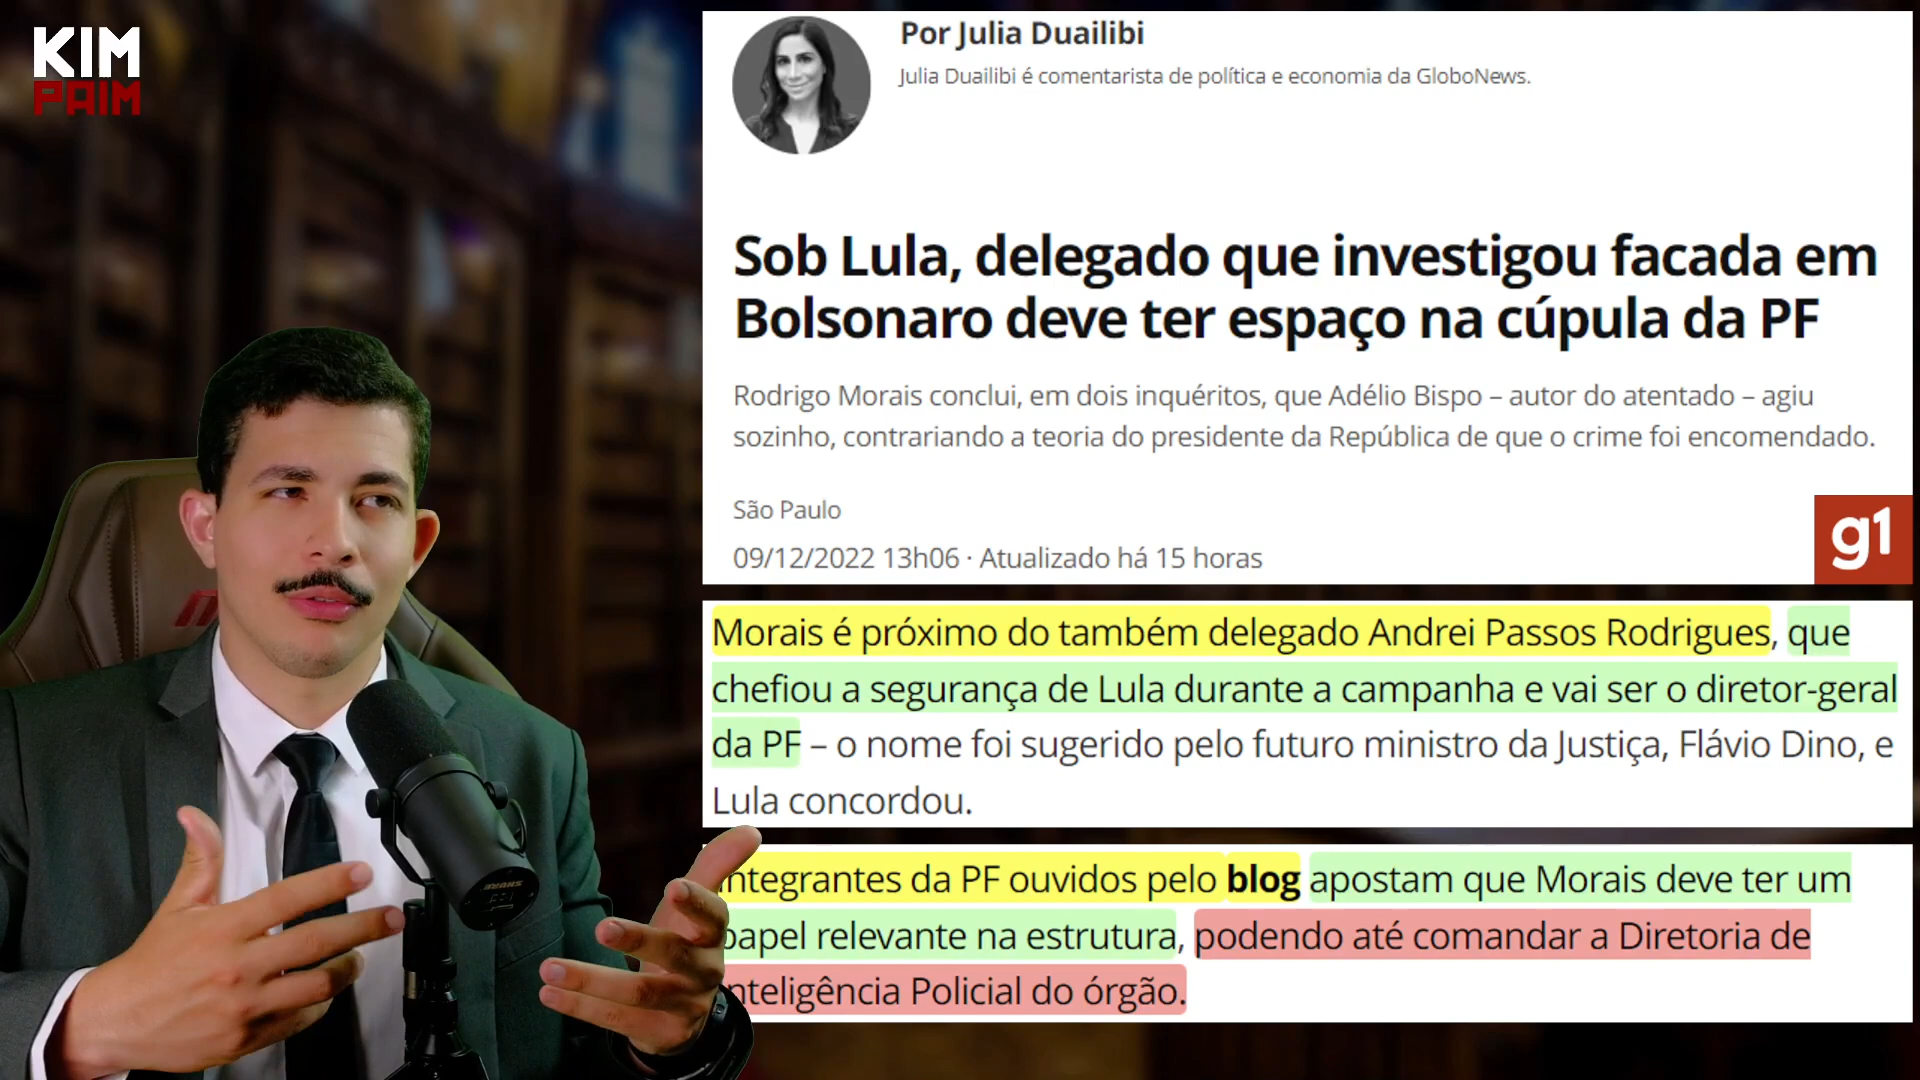 KIM
PAIM
Por Julia Duailibi
Julia Duailibi é comentarista de política e economia da GloboNews.
Sob Lula, delegado que investigou facada em
Bolsonaro deve ter espaço na cúpula da PF
Rodrigo Morais conclui, em dois inquéritos, que Adélio Bispo – autor do atentado – agiu
sozinho, contrariando a teoria do presidente da República de que o crime foi encomendado.
São Paulo
09/12/2022 13h06 · Atualizado há 15 horas
g1
Morais é próximo do também delegado Andrei Passos Rodrigues, que
chefiou a segurança de Lula durante a campanha e vai ser o diretor-geral
da PF – o nome foi sugerido pelo futuro ministro da Justiça, Flávio Dino, e
Lula concordou.
Integrantes da PF ouvidos pelo blog apostam que Morais deve ter um
papel relevante na estrutura, podendo até comandar a Diretoria de
Inteligência Policial do órgão.
SHURE